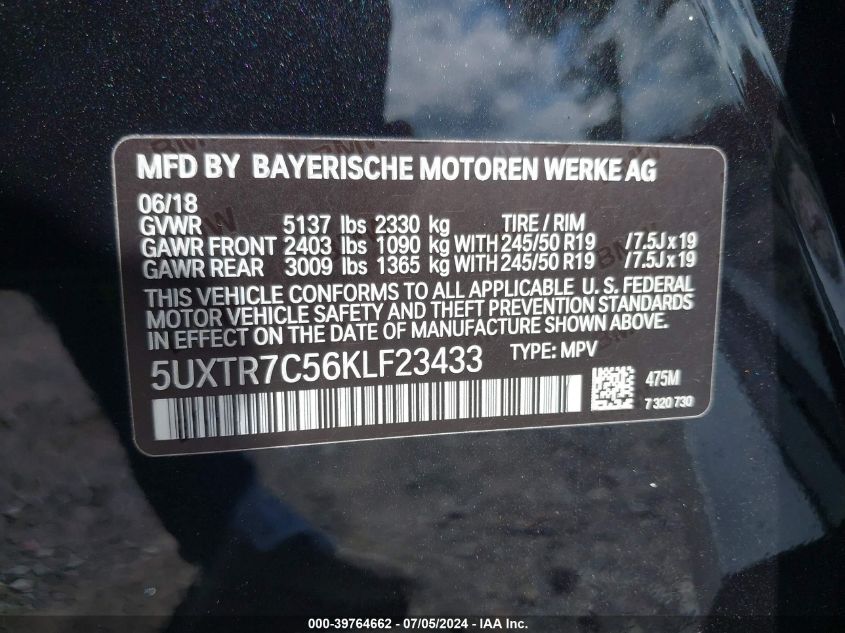 MFD BY BAYERISCHE MOTOREN WERKE AG
06/18
GVWR 5137 lbs 2330 kg TIRE / RIM
GAWR FRONT 2403 lbs 1090 kg WITH 245/50 R19 /7.5J x 19
GAWR REAR 3009 lbs 1365 kg WITH 245/50 R19 /7.5J x 19
THIS VEHICLE CONFORMS TO ALL APPLICABLE U. S. FEDERAL
MOTOR VEHICLE SAFETY AND THEFT PREVENTION STANDARDS
IN EFFECT ON THE DATE OF MANUFACTURE SHOWN ABOVE.
5UXTR7C56KLF23433 TYPE: MPV
475M
7 320 730
000-39764662 / 07/05/2024 - IAA Inc.